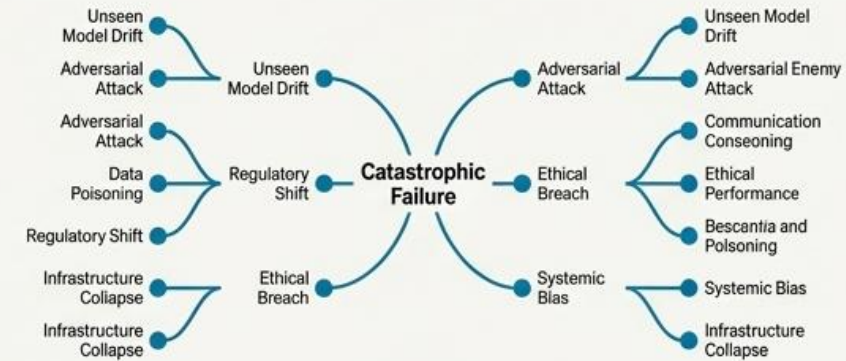 Unseen
Model Drift
Adversarial
Attack
Adversarial
Attack
Data
Poisoning
Regulatory Shift
Infrastructure
Collapse
Infrastructure
Collapse
Unseen
Model Drift
Regulatory
Shift
Ethical
Breach
Catastrophic
Failure
Adversarial
Attack
Ethical
Breach
Systemic
Bias
Unseen Model
Drift
Adversarial Enemy
Attack
Communication
Conseoning
Ethical
Performance
Bescantia and
Polsoning
Systemic Bias
Infrastructure
Collapse